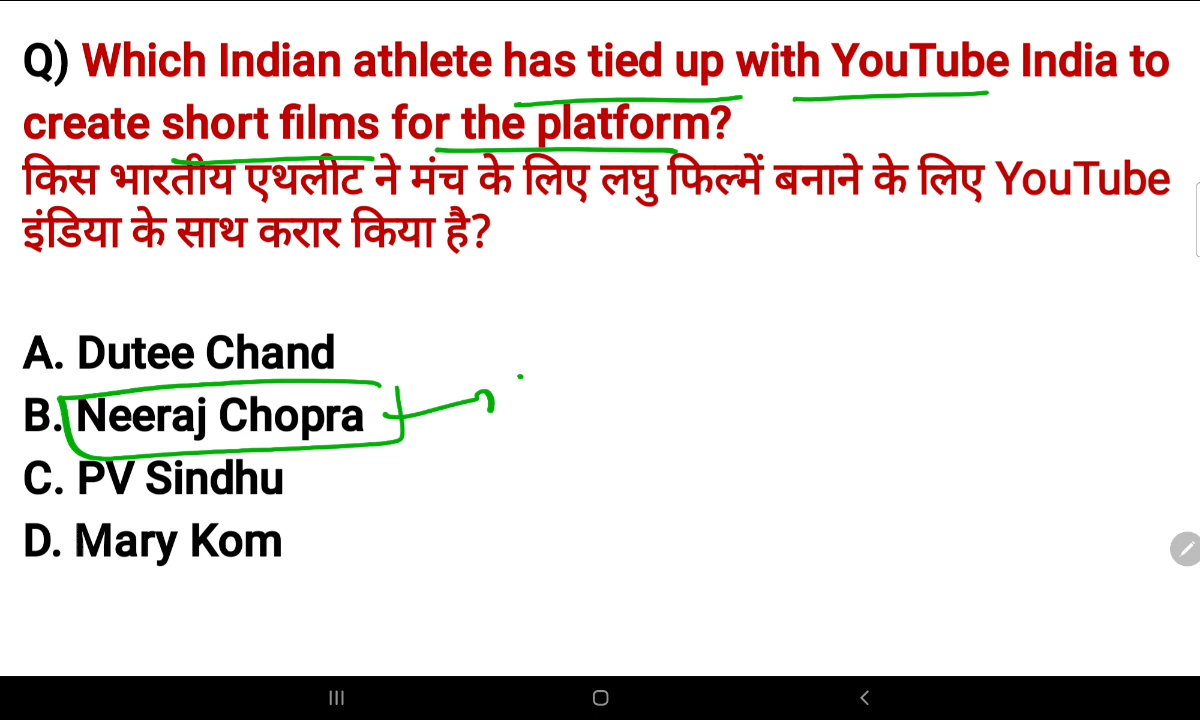 Q) Which Indian athlete has tied up with YouTube India to
create short films for the platform?
किस भारतीय एथलीट ने मंच के लिए लघु फिल्में बनाने के लिए YouTube
इंडिया के साथ करार किया है?
A. Dutee Chand
B. Neeraj Chopra
C. PV Sindhu
D. Mary Kom